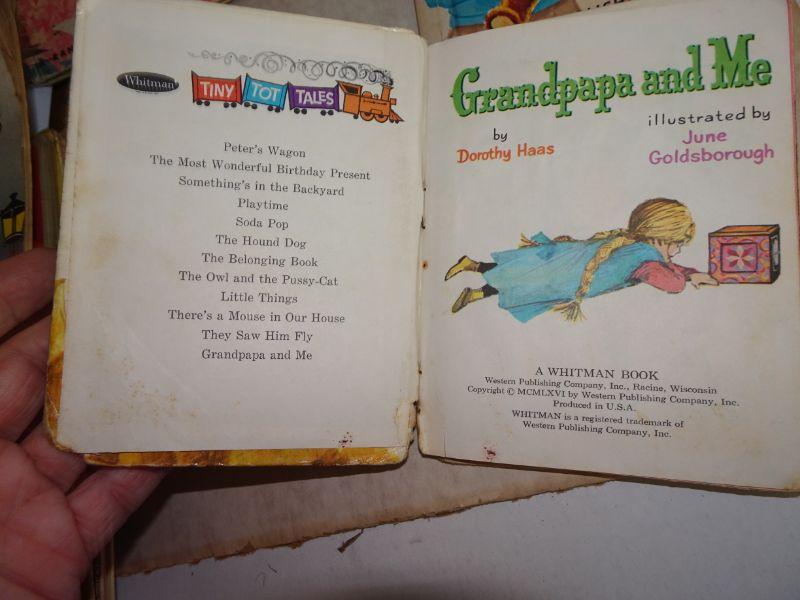 Whitman
TINY TOT TALES
Peter's Wagon
The Most Wonderful Birthday Present
Something's in the Backyard
Playtime
Soda Pop
The Hound Dog
The Belonging Book
The Owl and the Pussy-Cat
Little Things
There's a Mouse in Our House
They Saw Him Fly
Grandpapa and Me
Grandpapa and Me
by
Dorothy Haas
illustrated by
June
Goldsborough
A WHITMAN BOOK
Western Publishing Company, Inc., Racine, Wisconsin
Copyright © MCMLXVI by Western Publishing Company, Inc.
Produced in U.S.A.
WHITMAN is a registered trademark of
Western Publishing Company, Inc.